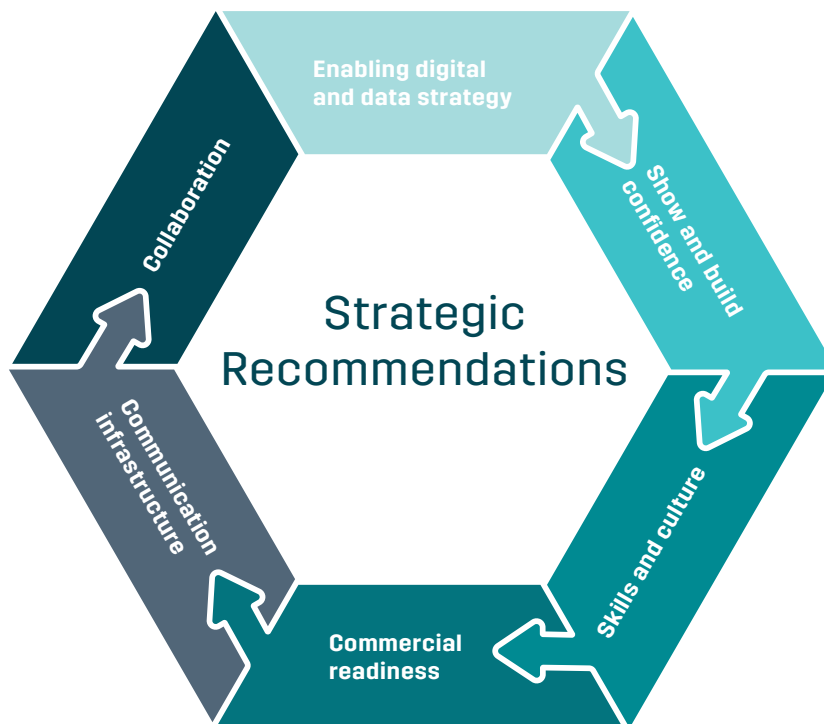 Enabling digital
and data strategy
Show and build
confidence
Skills and culture
Commercial
readiness
Communication
infrastructure
Collaboration
Strategic
Recommendations